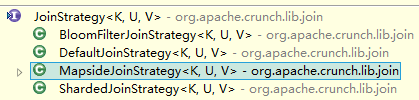 JoinStrategy<K, U, V> - org.apache.crunch.lib.join
BloomFilterJoinStrategy<K, U, V> - org.apache.crunch.lib.join
DefaultJoinStrategy<K, U, V> - org.apache.crunch.lib.join
MapsideJoinStrategy<K, U, V> - org.apache.crunch.lib.join
ShardedJoinStrategy<K, U, V> - org.apache.crunch.lib.join